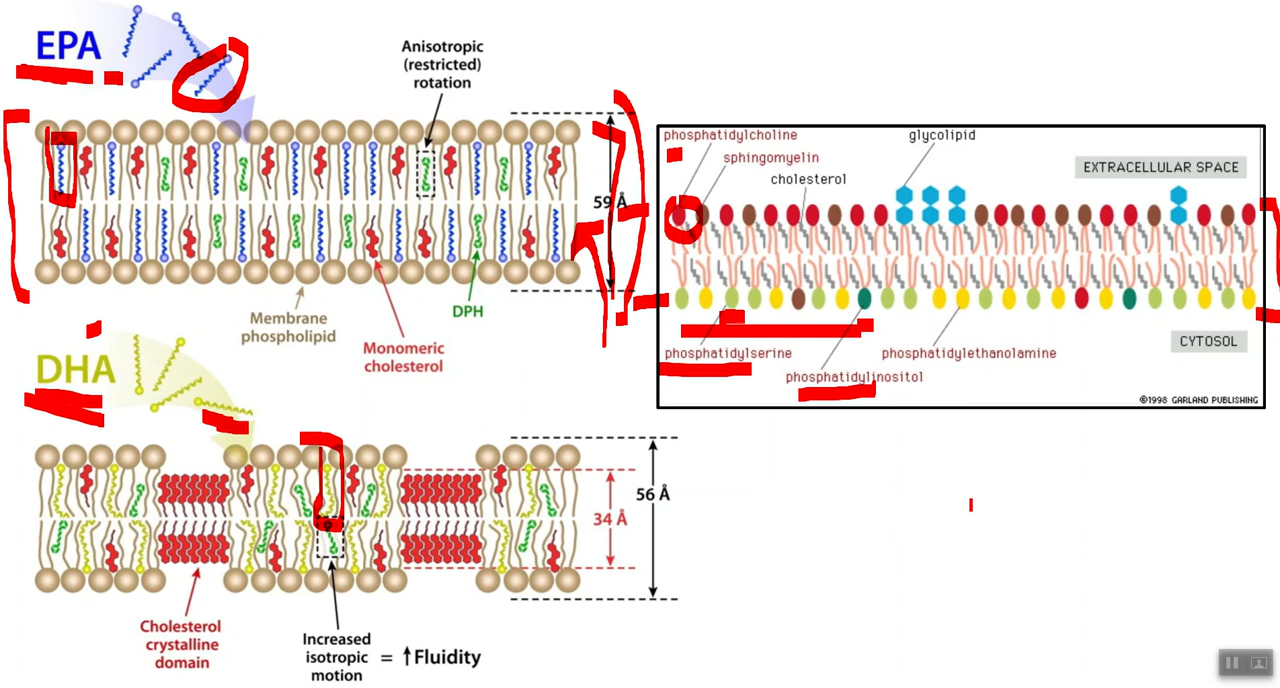 EPA
Anisotropic
(restricted)
rotation
59 Å
Membrane
phospholipid
Monomeric
cholesterol
DPH
phosphatidylcholine
sphingomyelin
cholesterol
glycolipid
EXTRACELLULAR SPACE
phosphatidylserine
phosphatidylinositol
phosphatidylethanolamine
CYTOSOL
©1998 GARLAND PUBLISHING
DHA
34 Å
56 Å
Cholesterol
crystalline
domain
Increased
isotropic
motion
= ↑Fluidity